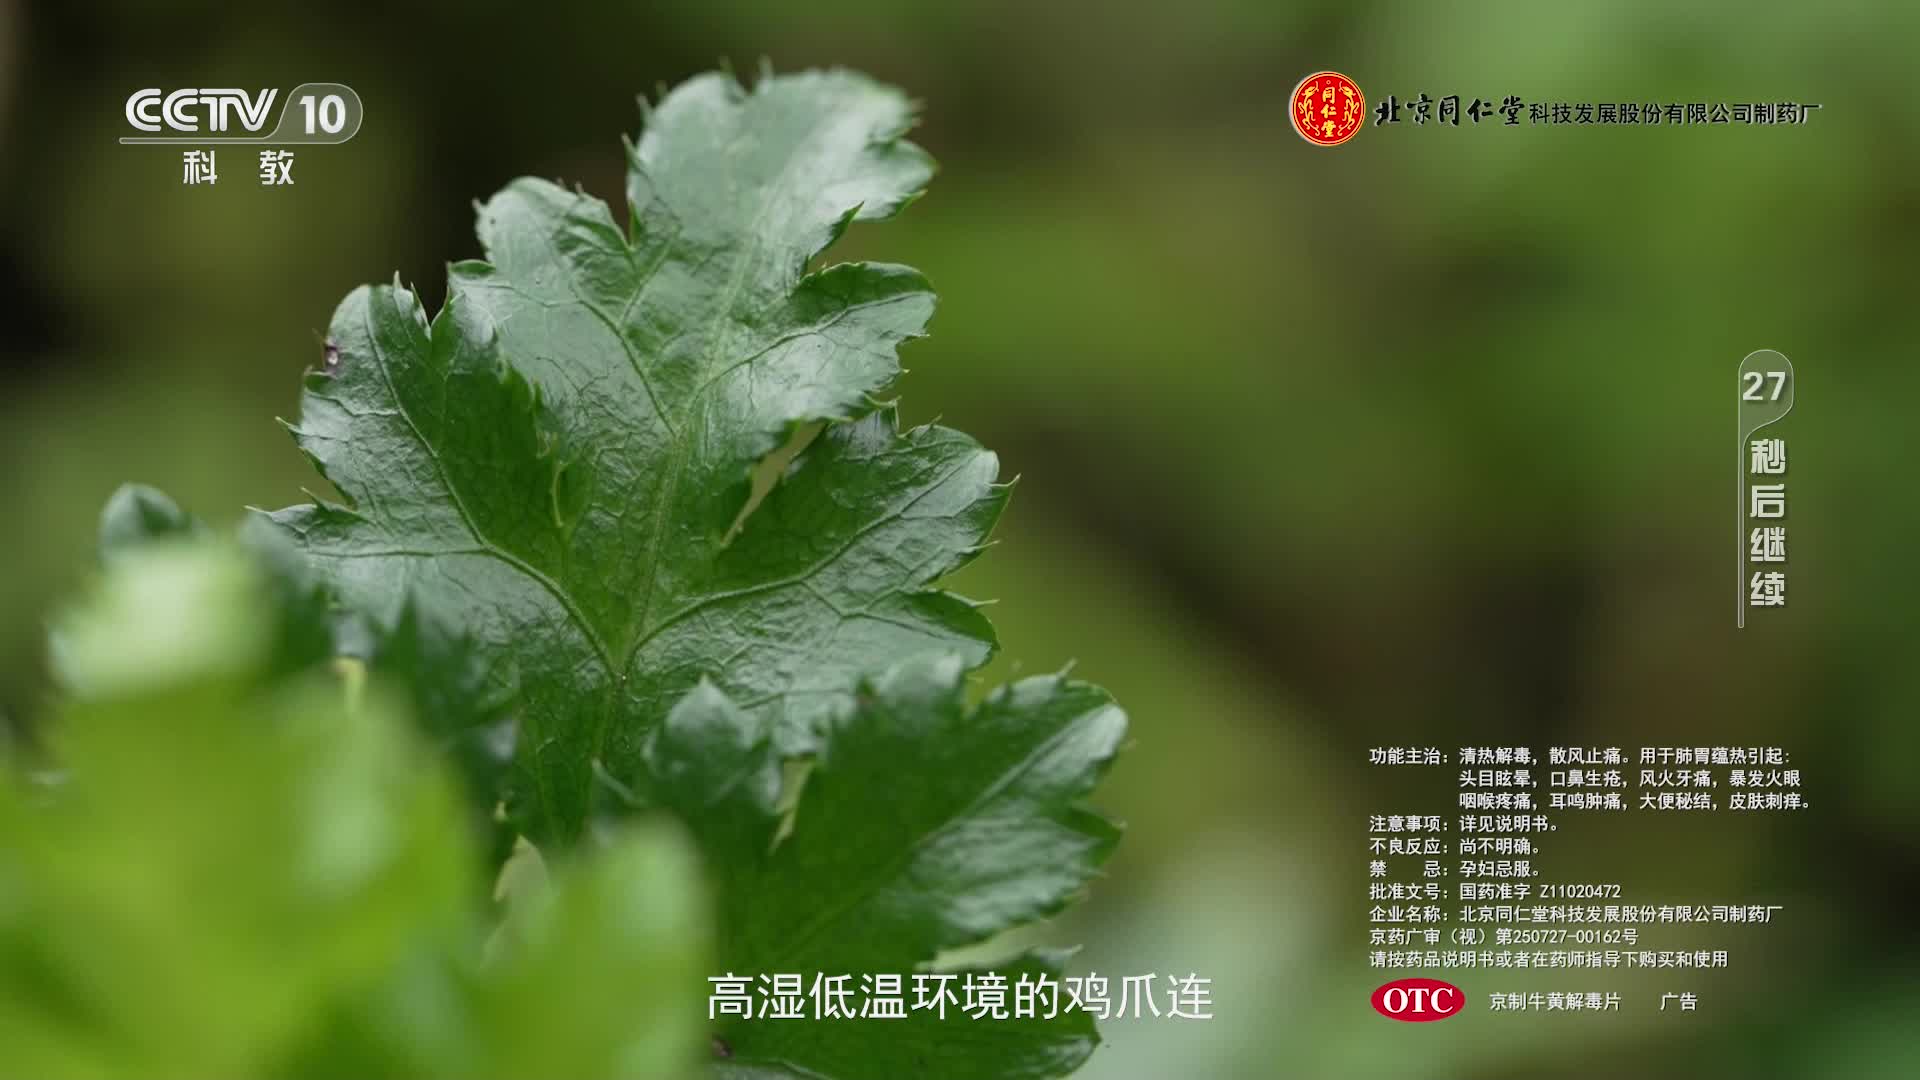 CCTV 10
科教
同仁堂
北京同仁堂科技发展股份有限公司制药厂
27
秒后继续
功能主治：清热解毒，散风止痛。用于肺胃蕴热引起：
头目眩晕，口鼻生疮，风火牙痛，暴发火眼
咽喉疼痛，耳鸣肿痛，大便秘结，皮肤刺痒。
注意事项：详见说明书。
不良反应：尚不明确。
禁　　忌：孕妇忌服。
批准文号：国药准字 Z11020472
企业名称：北京同仁堂科技发展股份有限公司制药厂
京药广审（视）第250727-00162号
请按药品说明书或者在药师指导下购买和使用
OTC 京制牛黄解毒片 广告
高湿低温环境的鸡爪连